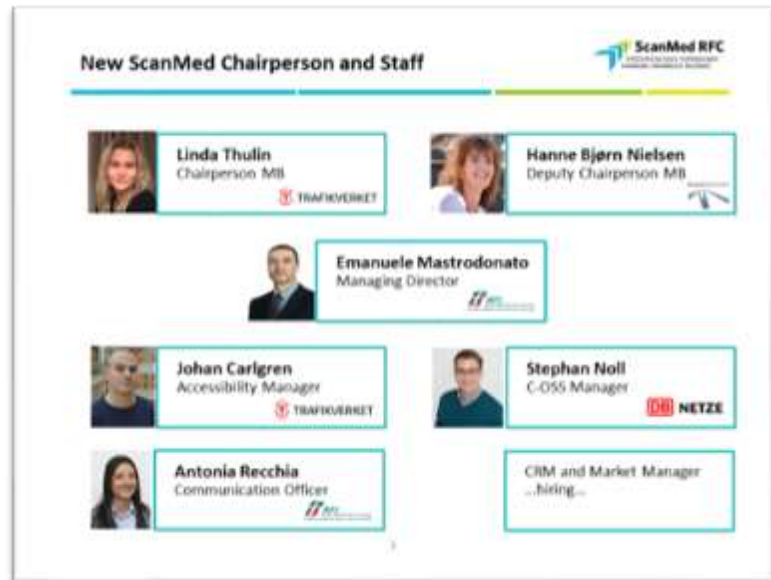 New ScanMed Chairperson and Staff
ScanMed RFC
Linda Thulin
Chairperson MB
TRAFIKVERKET
Hanne Bjørn Nielsen
Deputy Chairperson MB
Emanuele Mastrodonato
Managing Director
Johan Carlgren
Accessibility Manager
TRAFIKVERKET
Stephan Noll
C-OSS Manager
DB NETZE
Antonia Recchia
Communication Officer
CRM and Market Manager
...hiring...